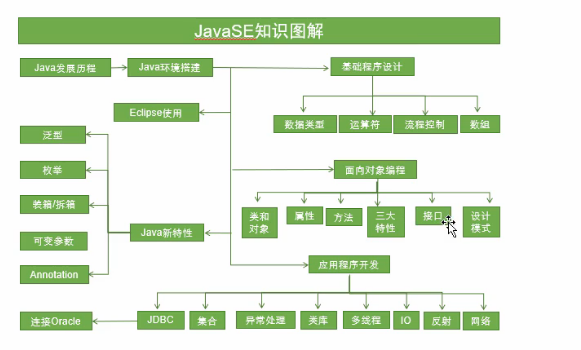 JavaSE知识图解
Java发展历程
Java环境搭建
基础程序设计
Eclipse使用
数据类型
运算符
流程控制
数组
泛型
枚举
装箱/拆箱
可变参数
Annotation
Java新特性
面向对象编程
类和
对象
属性
方法
三大
特性
接口
设计
模式
应用程序开发
连接Oracle
JDBC
集合
异常处理
类库
多线程
IO
反射
网络